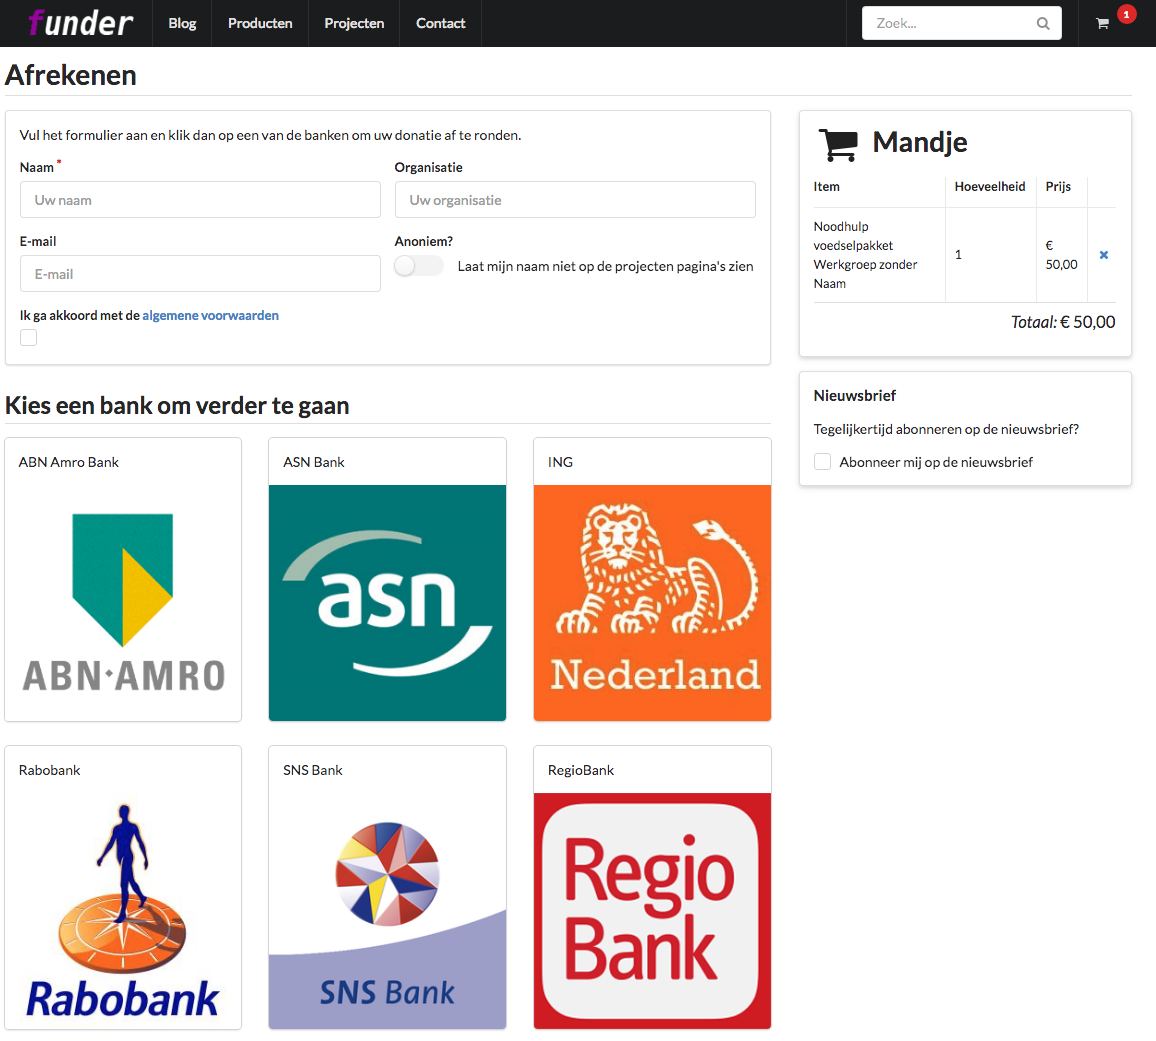 funder
Blog
Producten
Projecten
Contact
Zoek...
1
Afrekenen
Vul het formulier aan en klik dan op een van de banken om uw donatie af te ronden.
Naam *
Organisatie
Uw naam
Uw organisatie
E-mail
Anoniem?
E-mail
Laat mijn naam niet op de projecten pagina's zien
Ik ga akkoord met de algemene voorwaarden
Mandje
Item Hoeveelheid Prijs
Noodhulp
voedselpakket
Werkgroep zonder
Naam
1
€
50,00
Totaal: € 50,00
Nieuwsbrief
Tegelijkertijd abonneren op de nieuwsbrief?
Abonneer mij op de nieuwsbrief
Kies een bank om verder te gaan
ABN Amro Bank
ABN·AMRO
ASN Bank
asn
ING
Nederland
Rabobank
Rabobank
SNS Bank
SNS Bank
RegioBank
Regio
Bank